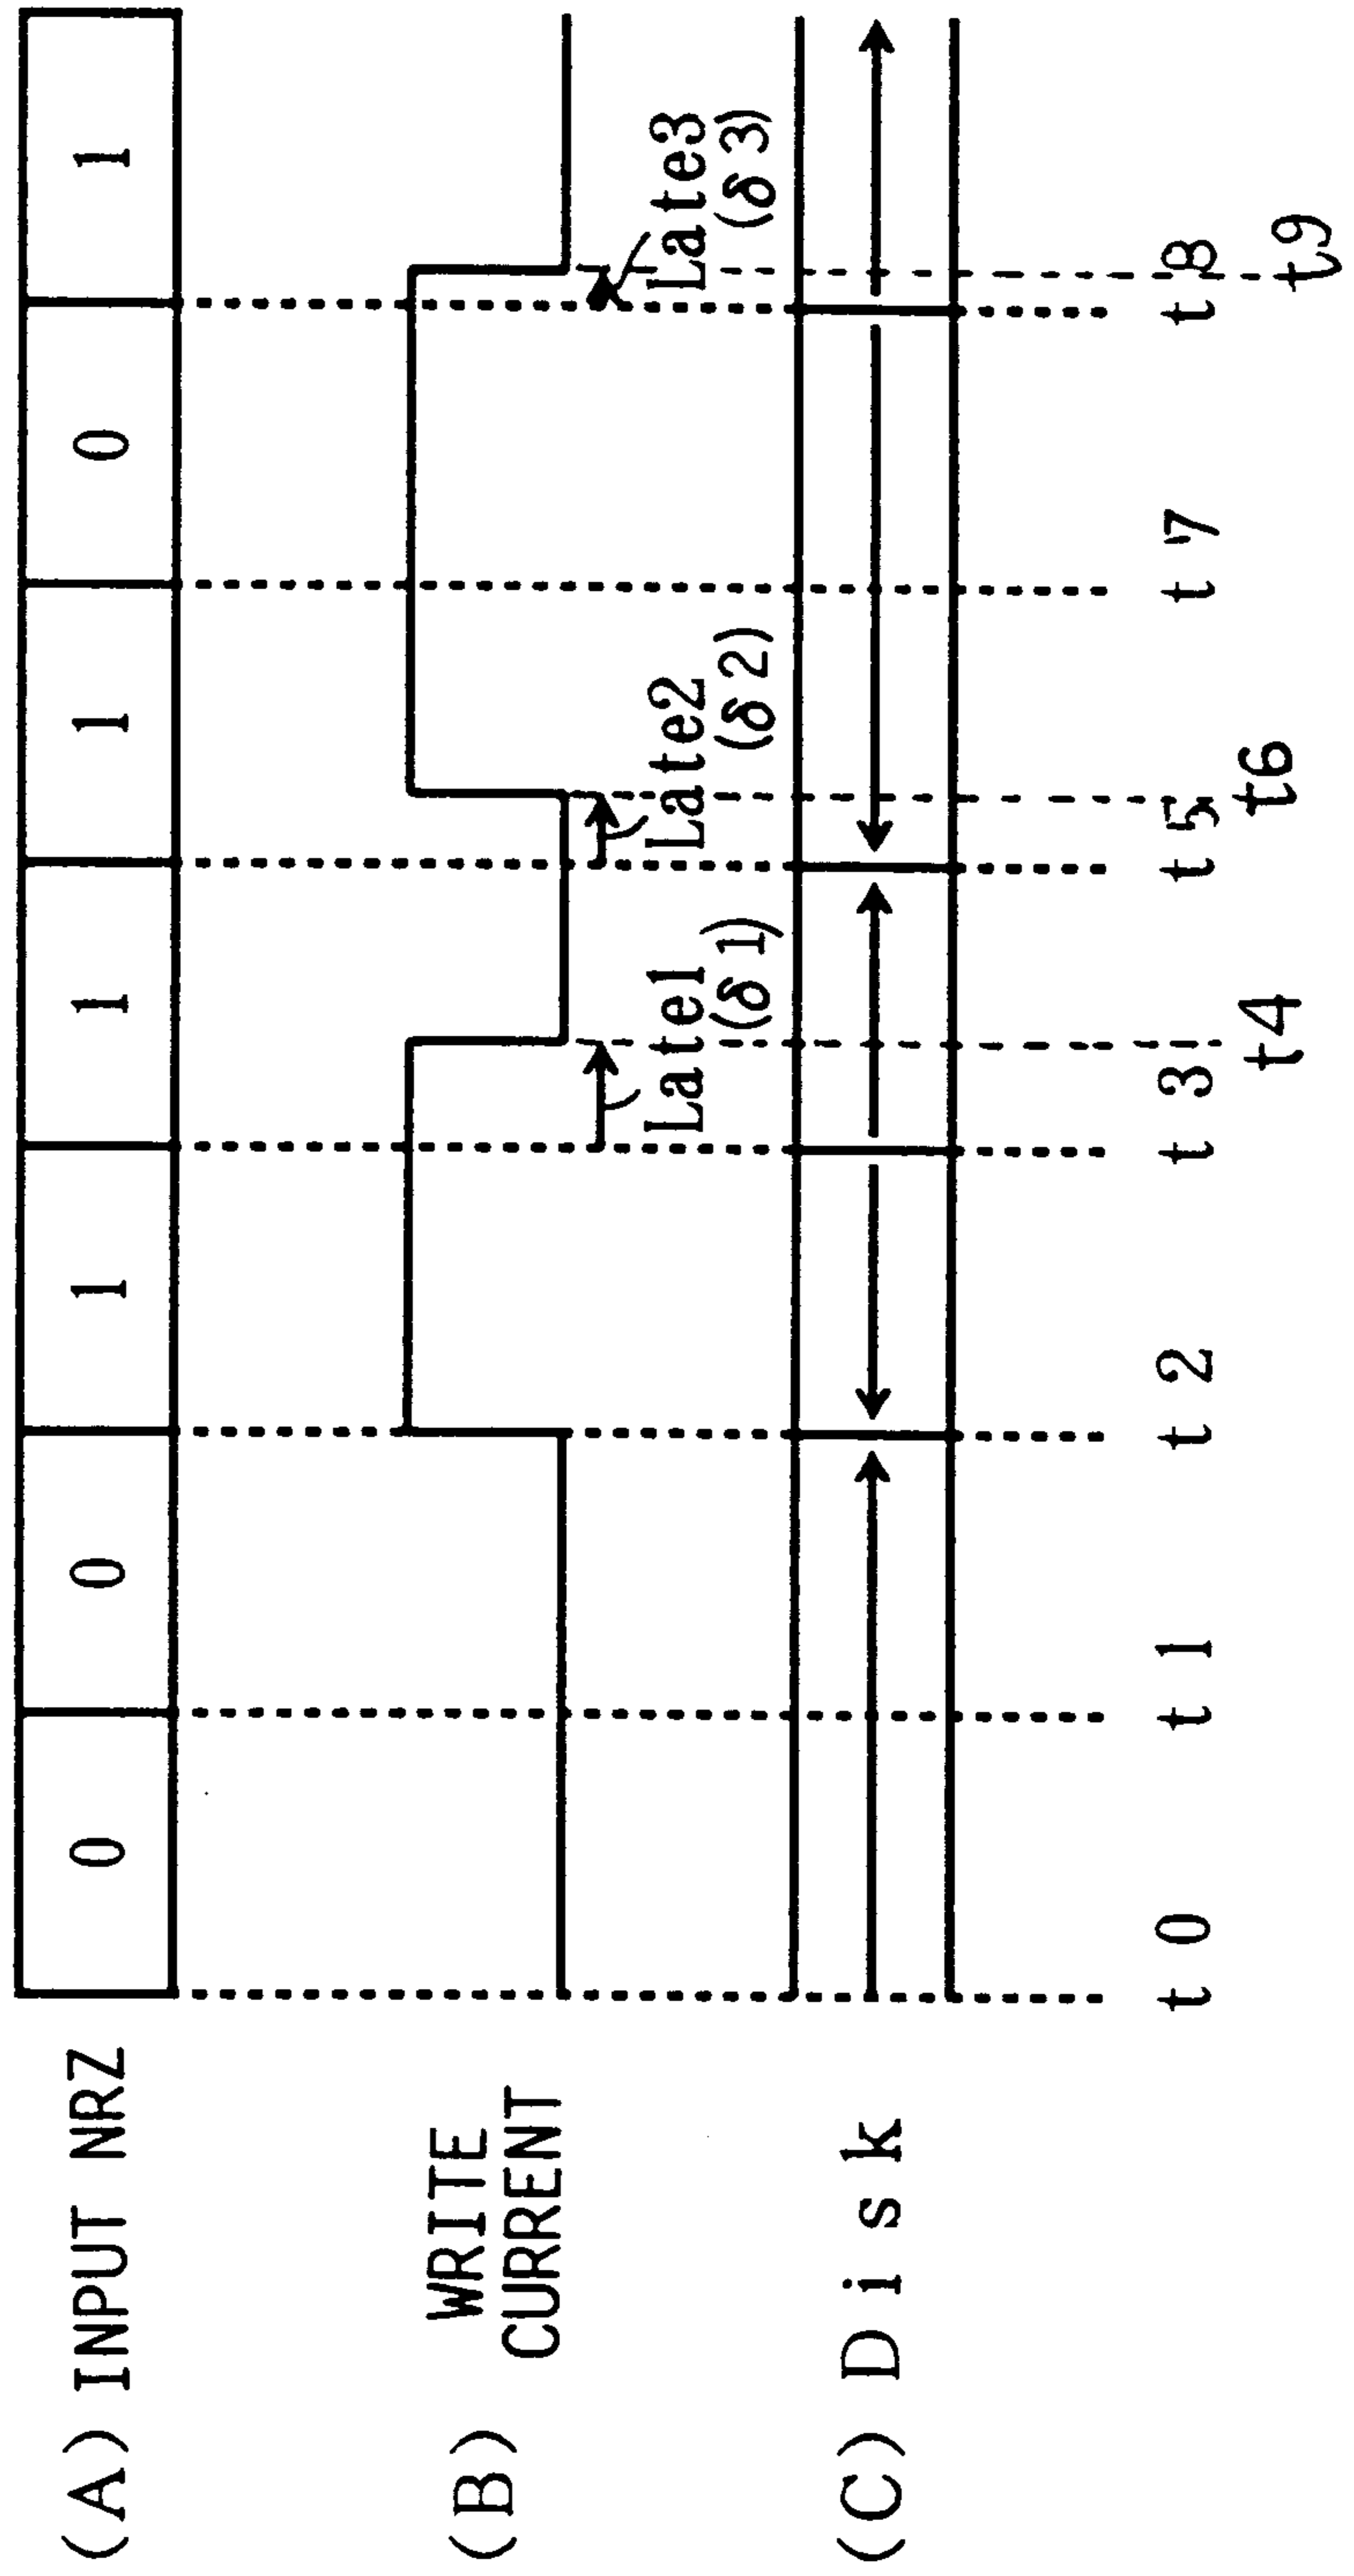 (A) INPUT NRZ 0 0 1 1 1 0 1
(B) WRITE
CURRENT
Late1 Late2 Late3
(δ1) (δ2) (δ3)
(C) Disk
t0 t1 t2 t3 t5 t7 t8
t4 t6 t9